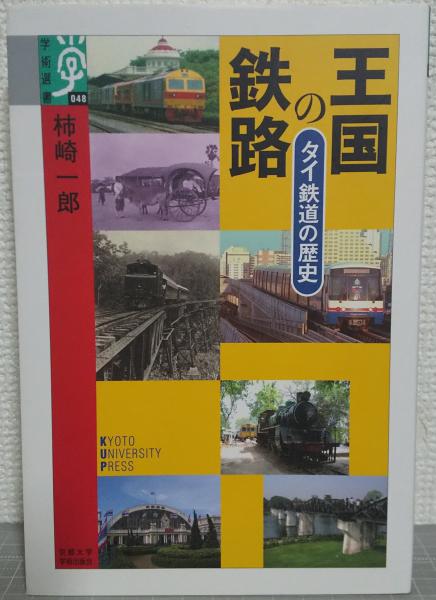 学術選書
048
王国の鉄路
タイ鉄道の歴史
柿崎一郎
KYOTO
UNIVERSITY
PRESS
京都大学
学術出版会